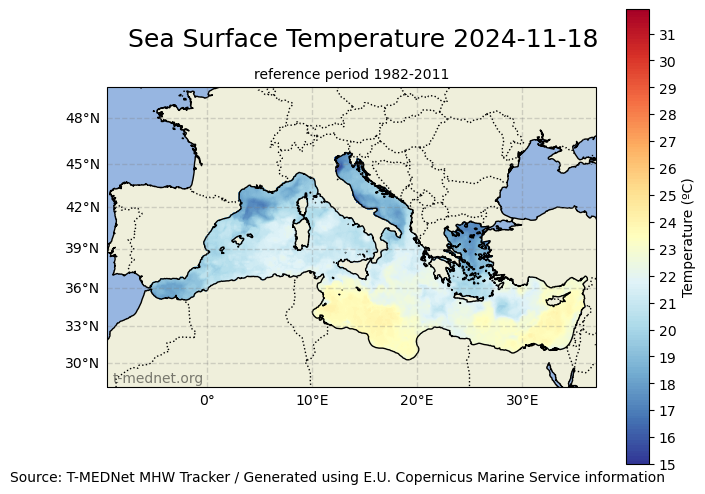 Sea Surface Temperature 2024-11-18
reference period 1982-2011
48°N
45°N
42°N
39°N
36°N
33°N
30°N
t-mednet.org
0°
10°E
20°E
30°E
31
30
29
28
27
26
25
24
23
22
21
20
19
18
17
16
15
Temperature (ºC)
Source: T-MEDNet MHW Tracker / Generated using E.U. Copernicus Marine Service information